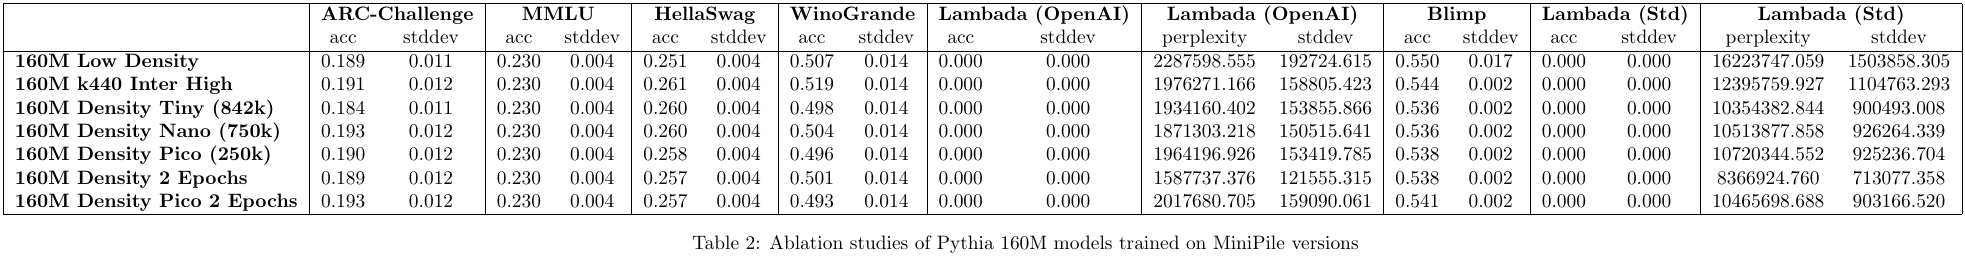 ARC-Challenge MMLU HellaSwag WinoGrande Lambada (OpenAI) Lambada (OpenAI) Blimp Lambada (Std) Lambada (Std)
acc stddev acc stddev acc stddev acc stddev acc stddev perplexity stddev acc stddev acc stddev perplexity stddev
160M Low Density 0.189 0.011 0.230 0.004 0.251 0.004 0.507 0.014 0.000 0.000 2287598.555 192724.615 0.550 0.017 0.000 0.000 16223747.059 1503858.305
160M k440 Inter High 0.191 0.012 0.230 0.004 0.261 0.004 0.519 0.014 0.000 0.000 1976271.166 158805.423 0.544 0.002 0.000 0.000 12395759.927 1104763.293
160M Density Tiny (842k) 0.184 0.011 0.230 0.004 0.260 0.004 0.498 0.014 0.000 0.000 1934160.402 153855.866 0.536 0.002 0.000 0.000 10354382.844 900493.008
160M Density Nano (750k) 0.193 0.012 0.230 0.004 0.260 0.004 0.504 0.014 0.000 0.000 1871303.218 150515.641 0.536 0.002 0.000 0.000 10513877.858 926264.339
160M Density Pico (250k) 0.190 0.012 0.230 0.004 0.258 0.004 0.496 0.014 0.000 0.000 1964196.926 153419.785 0.538 0.002 0.000 0.000 10720344.552 925236.704
160M Density 2 Epochs 0.189 0.012 0.230 0.004 0.257 0.004 0.501 0.014 0.000 0.000 1587737.376 121555.315 0.538 0.002 0.000 0.000 8366924.760 713077.358
160M Density Pico 2 Epochs 0.193 0.012 0.230 0.004 0.257 0.004 0.493 0.014 0.000 0.000 2017680.705 159090.061 0.541 0.002 0.000 0.000 10465698.688 903166.520
Table 2: Ablation studies of Pythia 160M models trained on MiniPile versions